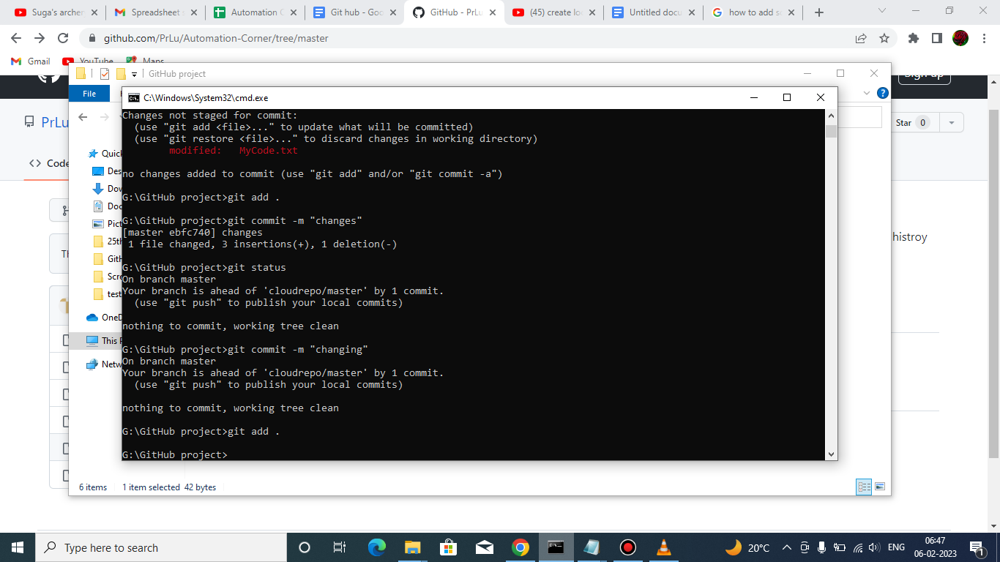 Suga's archer
Spreadsheet
Automation C
Git hub - Goo
GitHub - PrLu
(45) create lo
Untitled docu
how to add s
github.com/PrLu/Automation-Corner/tree/master
Gmail
YouTube
Maps
GitHub project
Sign up
File
C:\Windows\System32\cmd.exe
PrLu
Star 0
Code
Quick
Des
Dow
Doc
Pict
25th
GitH
Scre
test
OneD
This P
Netw
histroy
Changes not staged for commit:
(use "git add <file>..." to update what will be committed)
(use "git restore <file>..." to discard changes in working directory)
modified: MyCode.txt
no changes added to commit (use "git add" and/or "git commit -a")
G:\GitHub project>git add .
G:\GitHub project>git commit -m "changes"
[master ebfc740] changes
1 file changed, 3 insertions(+), 1 deletion(-)
G:\GitHub project>git status
On branch master
Your branch is ahead of 'cloudrepo/master' by 1 commit.
(use "git push" to publish your local commits)
nothing to commit, working tree clean
G:\GitHub project>git commit -m "changing"
On branch master
Your branch is ahead of 'cloudrepo/master' by 1 commit.
(use "git push" to publish your local commits)
nothing to commit, working tree clean
G:\GitHub project>git add .
G:\GitHub project>
6 items 1 item selected 42 bytes
Type here to search
20°C
ENG
06:47
06-02-2023
1